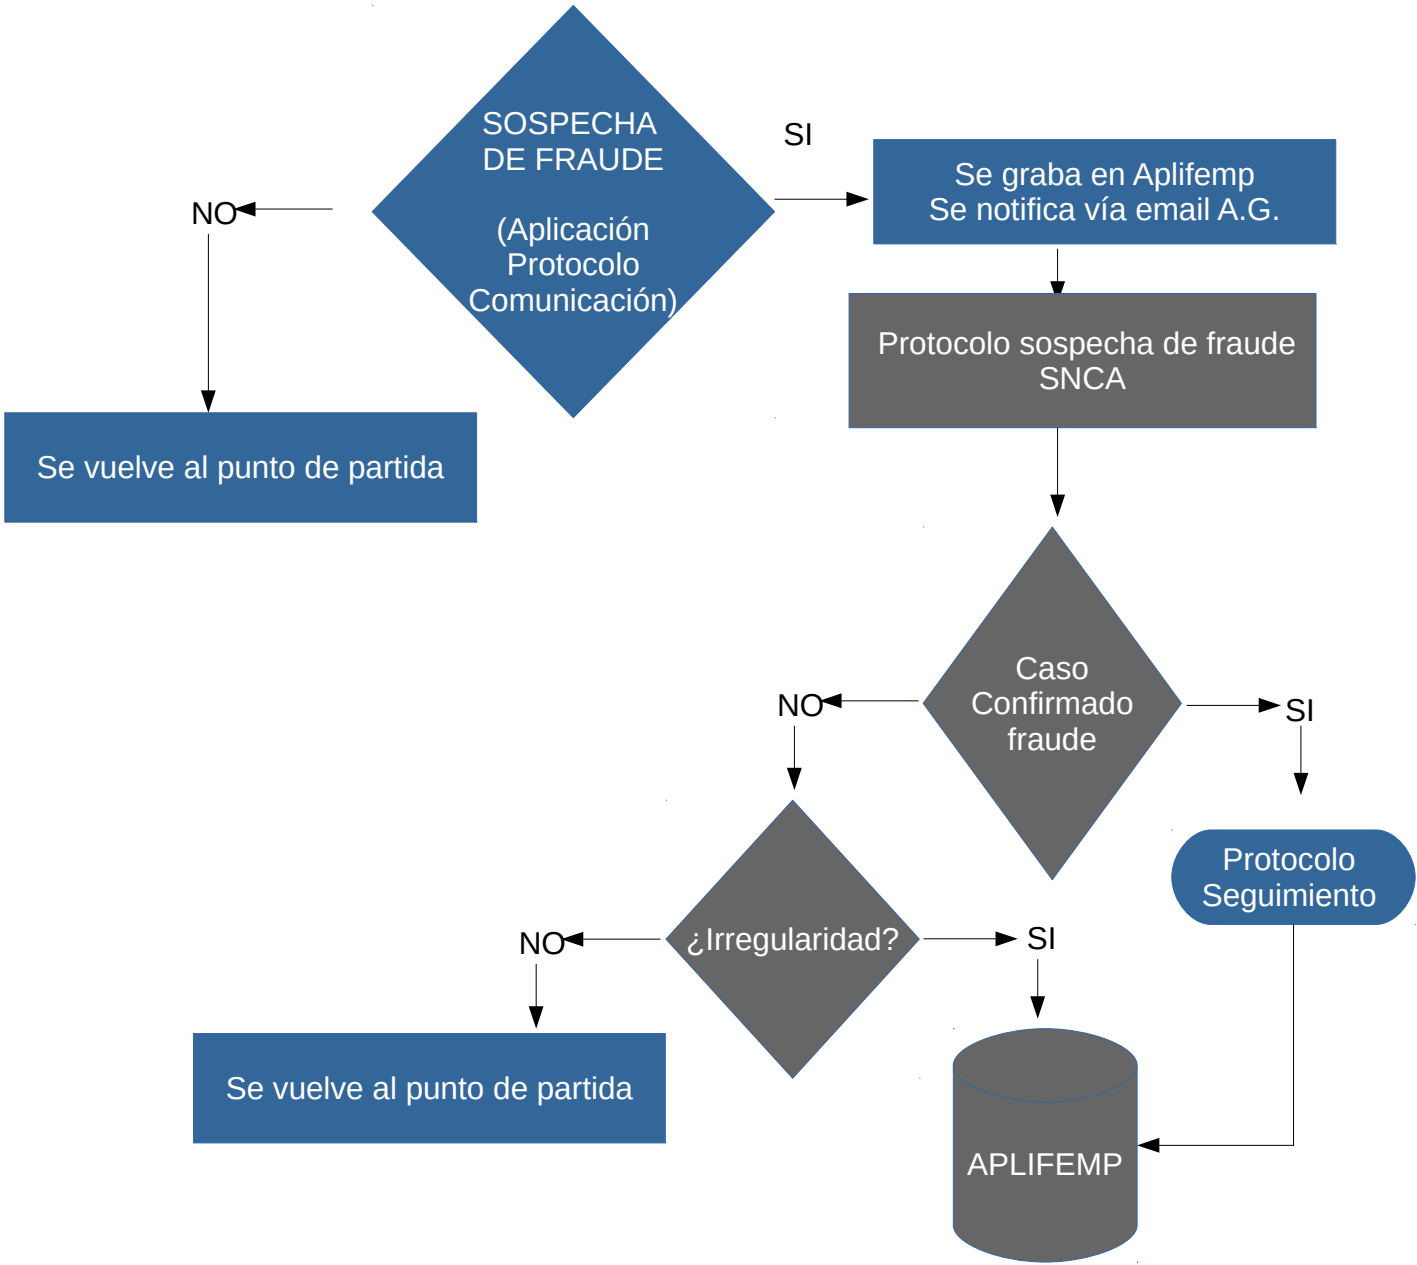 SOSPECHA
DE FRAUDE
(Aplicación
Protocolo
Comunicación)
SI
NO
Se graba en Aplifemp
Se notifica vía email A.G.
Protocolo sospecha de fraude
SNCA
Se vuelve al punto de partida
Caso
Confirmado
fraude
NO
SI
Protocolo
Seguimiento
¿Irregularidad?
NO
SI
Se vuelve al punto de partida
APLIFEMP